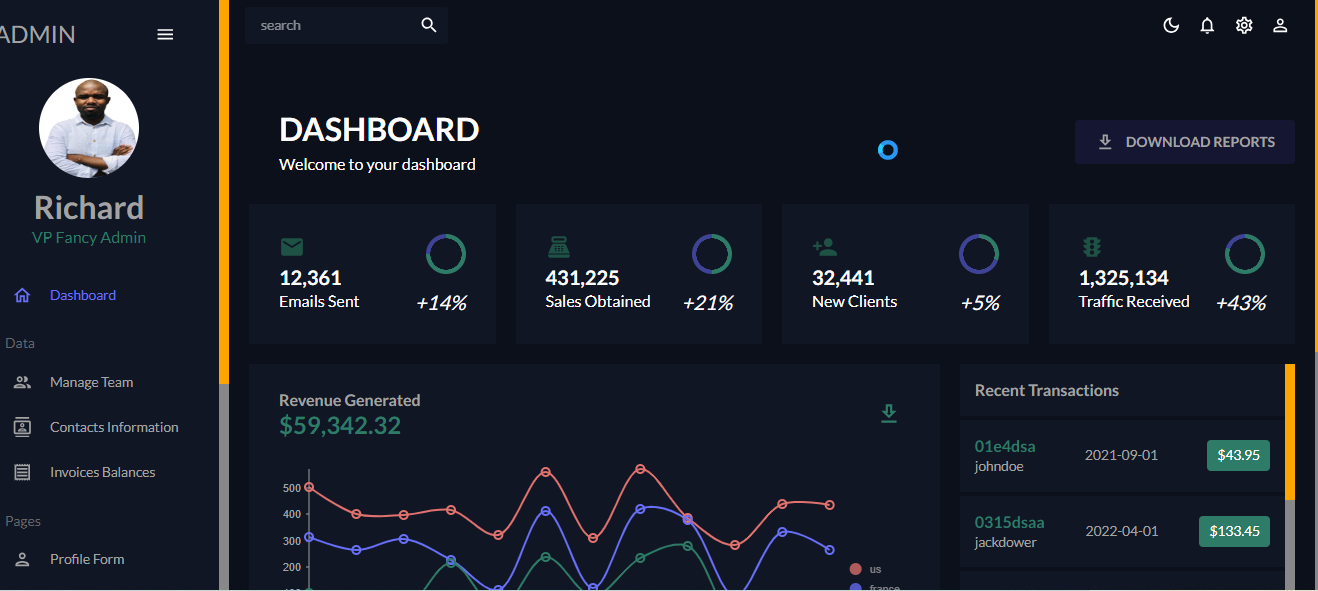 ADMIN
search
Richard
VP Fancy Admin
Dashboard
Data
Manage Team
Contacts Information
Invoices Balances
Pages
Profile Form
DASHBOARD
Welcome to your dashboard
DOWNLOAD REPORTS
12,361
Emails Sent
+14%
431,225
Sales Obtained
+21%
32,441
New Clients
+5%
1,325,134
Traffic Received
+43%
Revenue Generated
$59,342.32
500
400
300
200
us
france
Recent Transactions
01e4dsa
johndoe
2021-09-01
$43.95
0315dsaa
jackdower
2022-04-01
$133.45